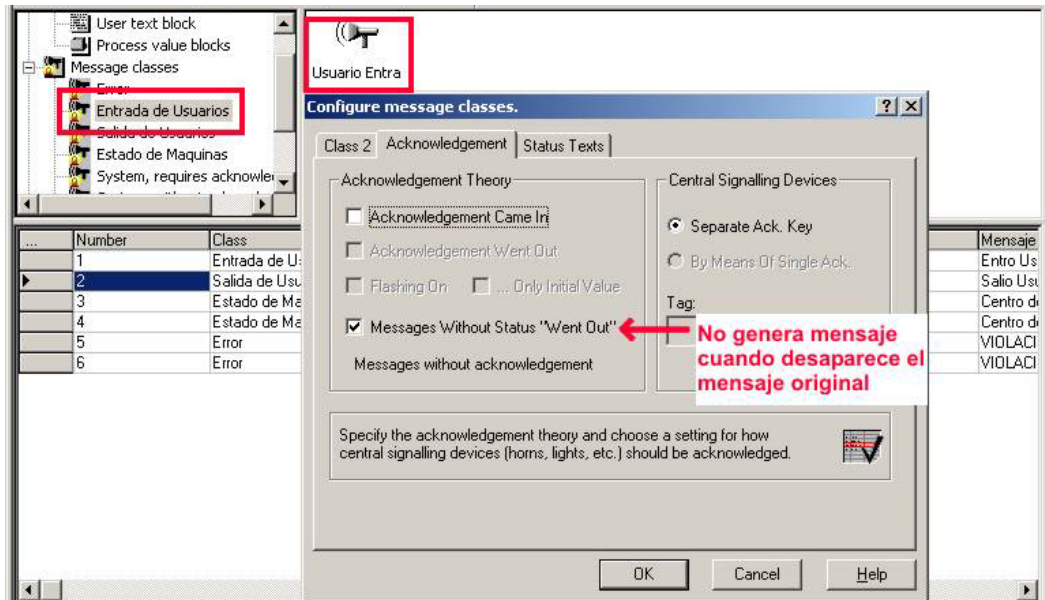 User text block
Process value blocks
Message classes
Error
Entrada de Usuarios
Salida de Usuarios
Estado de Maquinas
System, requires acknowle
Usuario Entra
Configure message classes.
Class 2
Acknowledgement
Status Texts
Acknowledgement Theory
Acknowledgement Came In
Acknowledgement Went Out
Flashing On
... Only Initial Value
Messages Without Status "Went Out"
Messages without acknowledgement
Central Signalling Devices
Separate Ack. Key
By Means Of Single Ack.
Tag:
No genera mensaje
cuando desaparece el
mensaje original
Specify the acknowledgement theory and choose a setting for how
central signalling devices (horns, lights, etc.) should be acknowledged.
OK
Cancel
Help
... Number Class Mensaje
1 Entrada de U Entro Us
2 Salida de Usu Salio Usu
3 Estado de Ma Centro d
4 Estado de Ma Centro d
5 Error VIOLACI
6 Error VIOLACI